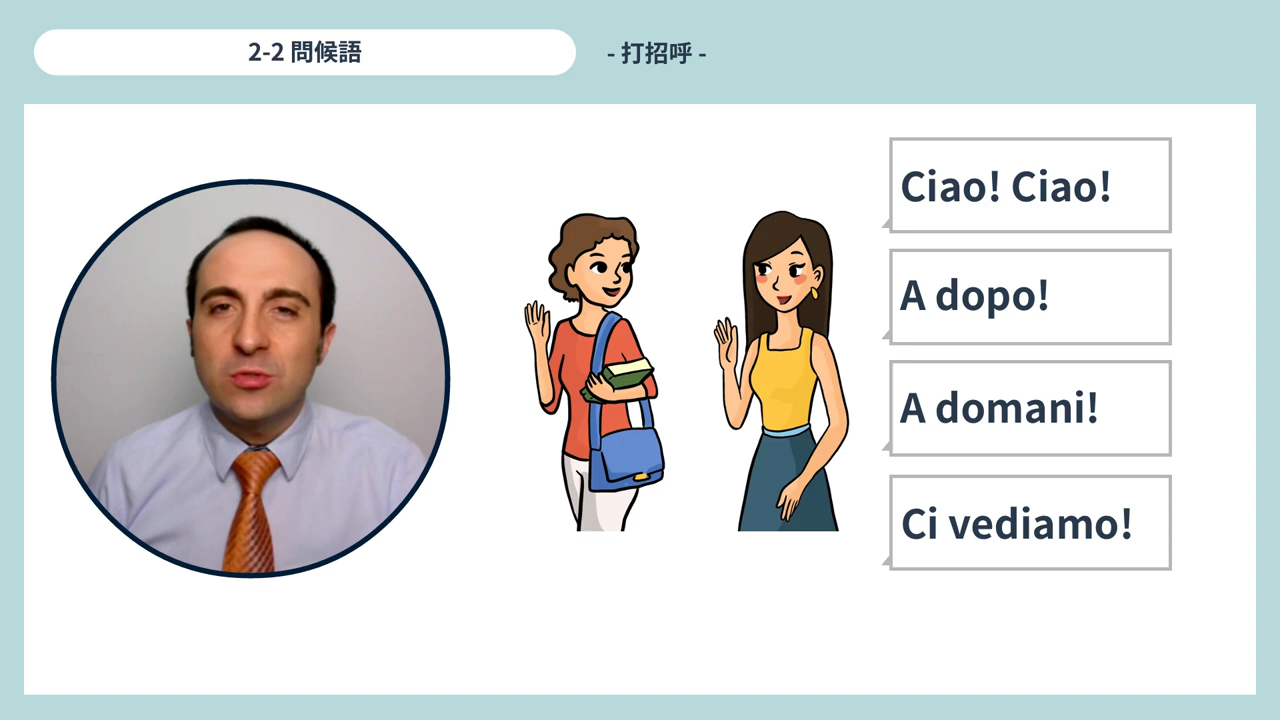 2-2 問候語
- 打招呼 -
Ciao! Ciao!
A dopo!
A domani!
Ci vediamo!